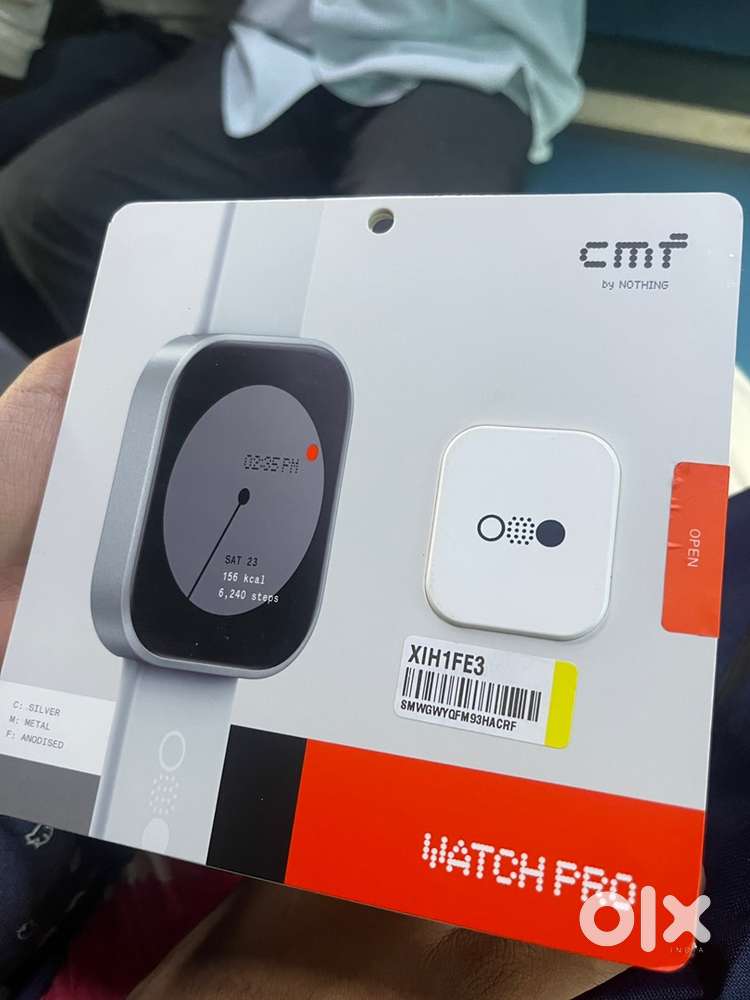 cmf
by NOTHING
02:35 PM
SAT 23
156 kcal
6,240 steps
OPEN
XIH1FE3
SMWGWYQFM93HACRF
C: SILVER
M: METAL
F: ANODISED
WATCH PRO
olx
INDIA